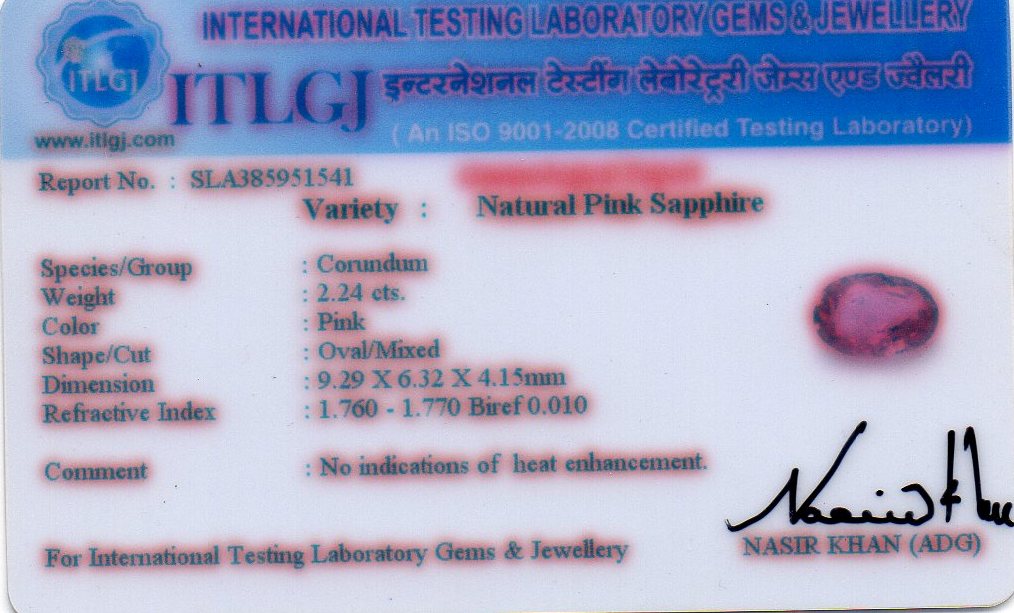 INTERNATIONAL TESTING LABORATORY GEMS & JEWELLERY
ITLGJ
ITLGJ इन्टरनेशनल टेस्टींग लेबोरेट्ररी जेम्स एण्ड ज्वैलरी
www.itlgj.com
( An ISO 9001-2008 Certified Testing Laboratory)
Report No. : SLA385951541
Variety : Natural Pink Sapphire
Species/Group : Corundum
Weight : 2.24 cts.
Color : Pink
Shape/Cut : Oval/Mixed
Dimension : 9.29 X 6.32 X 4.15mm
Refractive Index : 1.760 - 1.770 Biref 0.010
Comment : No indications of heat enhancement.
Nasir Khan
NASIR KHAN (ADG)
For International Testing Laboratory Gems & Jewellery